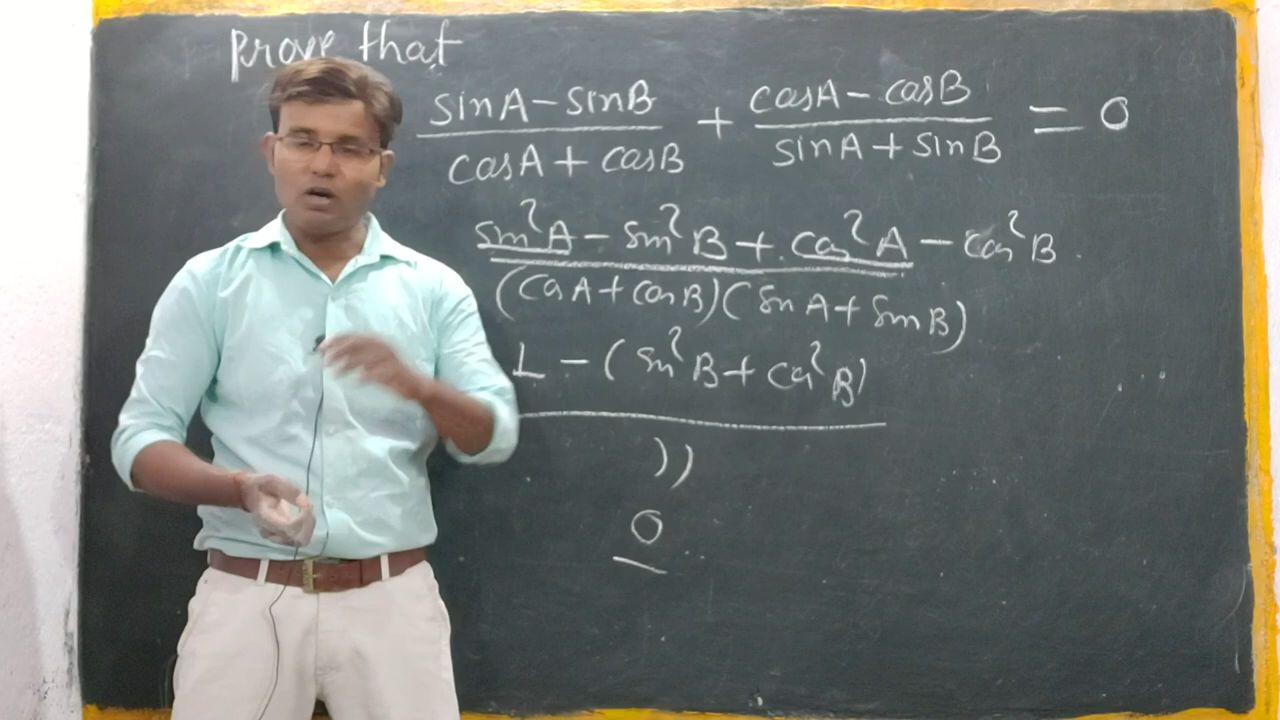 Prove that
sinA - sinB / cosA + cosB + cosA - cosB / sinA + sinB = 0
sin²A - sin²B + cos²A - cos²B
(cosA + cosB)(sinA + sinB)
1 - (sin²B + cos²B)
))
0